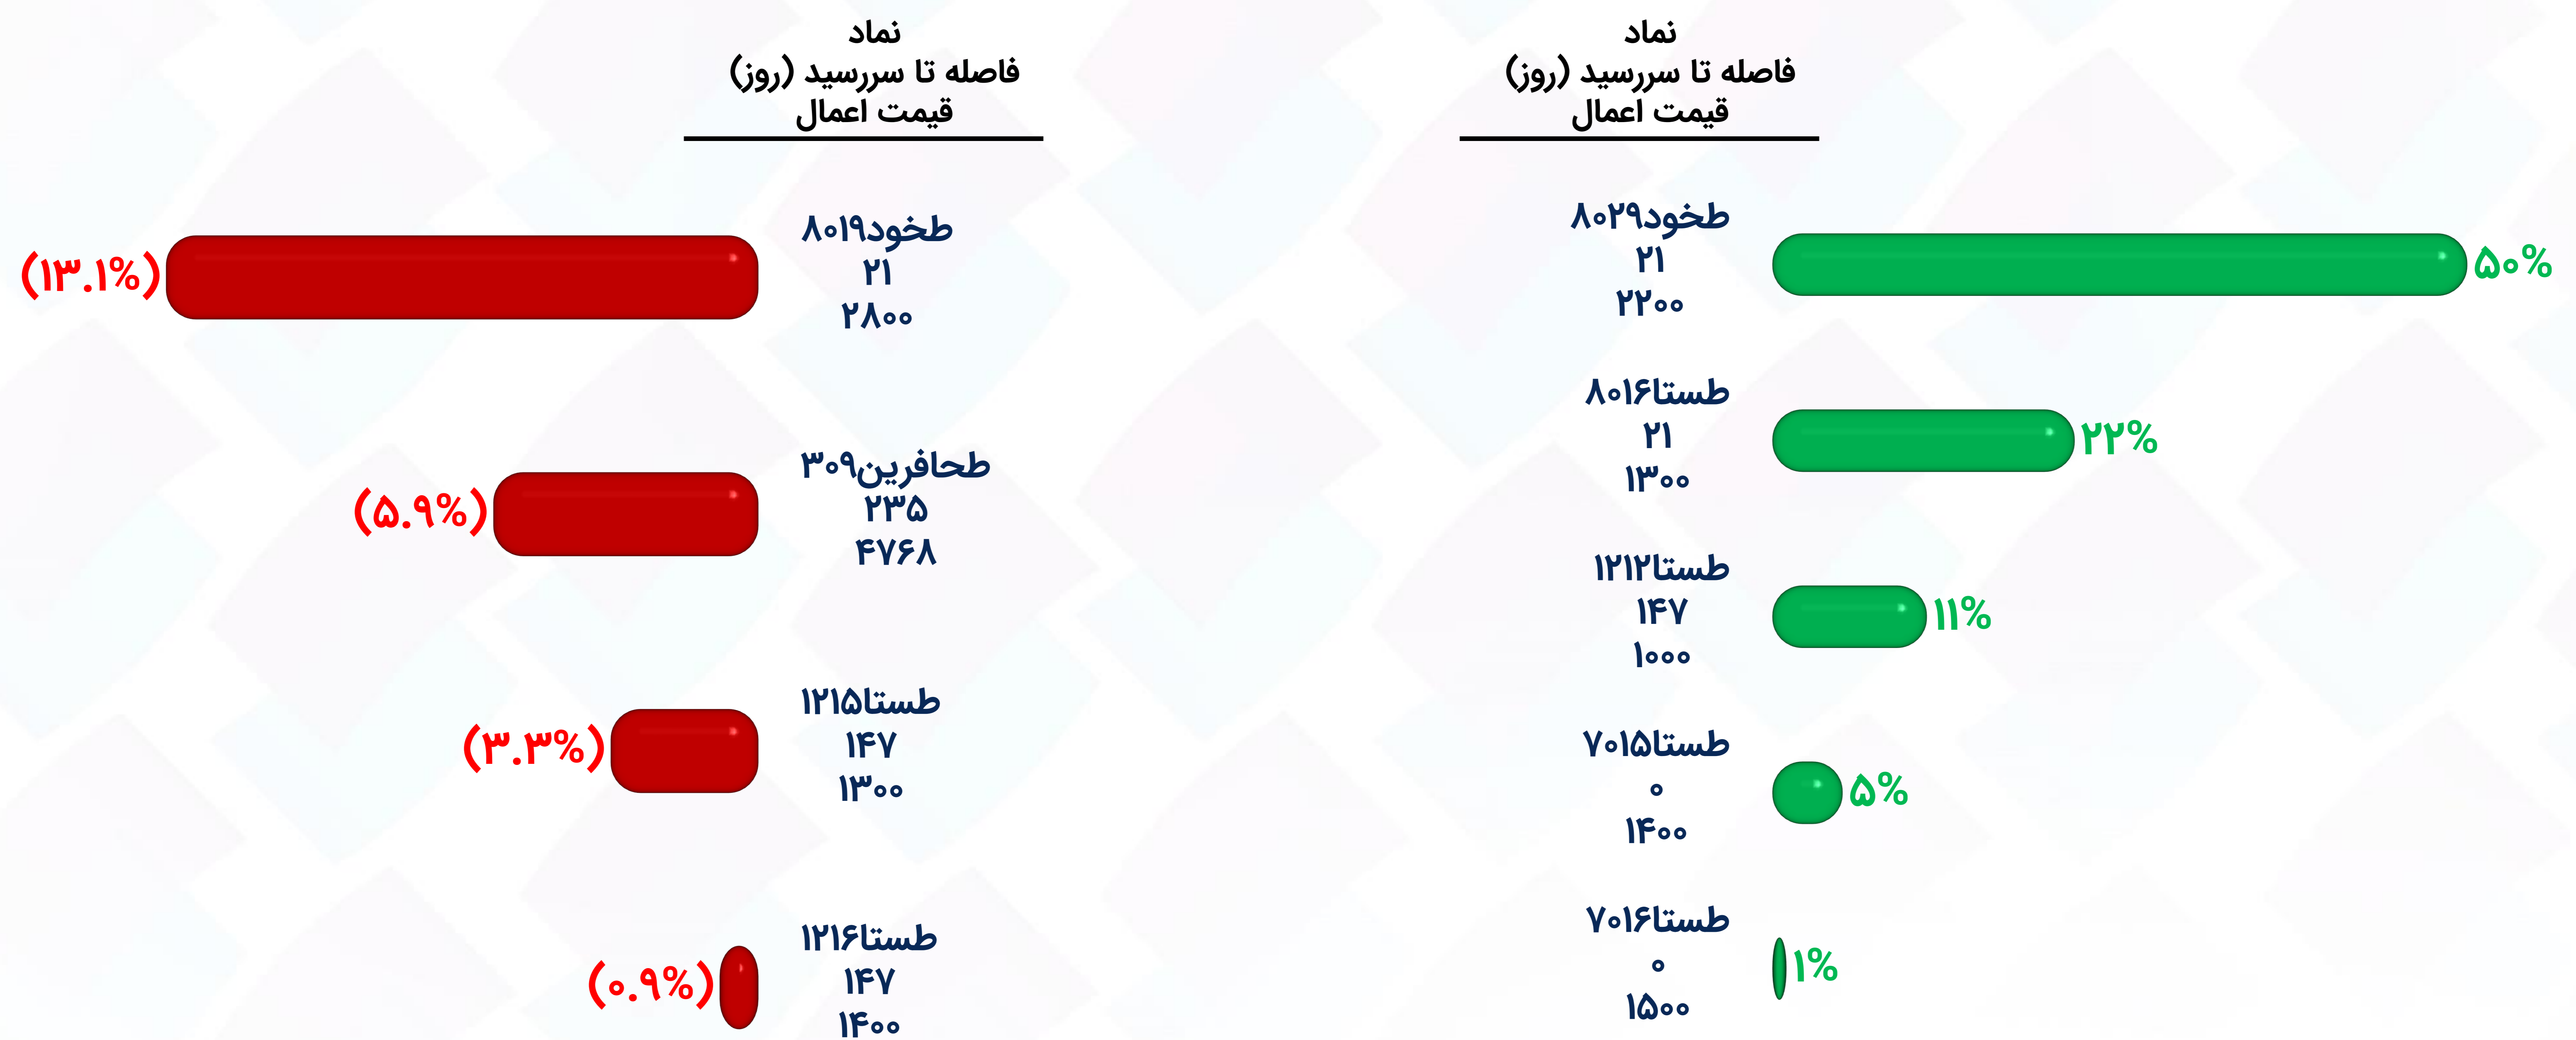 نماد
فاصله تا سررسید (روز)
قیمت اعمال
طخود۸۰۲۹
۲۱
۲۲۰۰
۵۰%
طستا۸۰۱۶
۲۱
۱۳۰۰
۲۲%
طستا۱۲۱۲
۱۴۷
۱۰۰۰
۱۱%
طستا۷۰۱۵
۰
۱۴۰۰
۵%
طستا۷۰۱۶
۰
۱۵۰۰
۱%
نماد
فاصله تا سررسید (روز)
قیمت اعمال
طخود۸۰۱۹
۲۱
۲۸۰۰
(۱۳.۱%)
طحافرین۳۰۹
۲۳۵
۴۷۶۸
(۵.۹%)
طستا۱۲۱۵
۱۴۷
۱۳۰۰
(۳.۳%)
طستا۱۲۱۶
۱۴۷
۱۴۰۰
(۰.۹%)